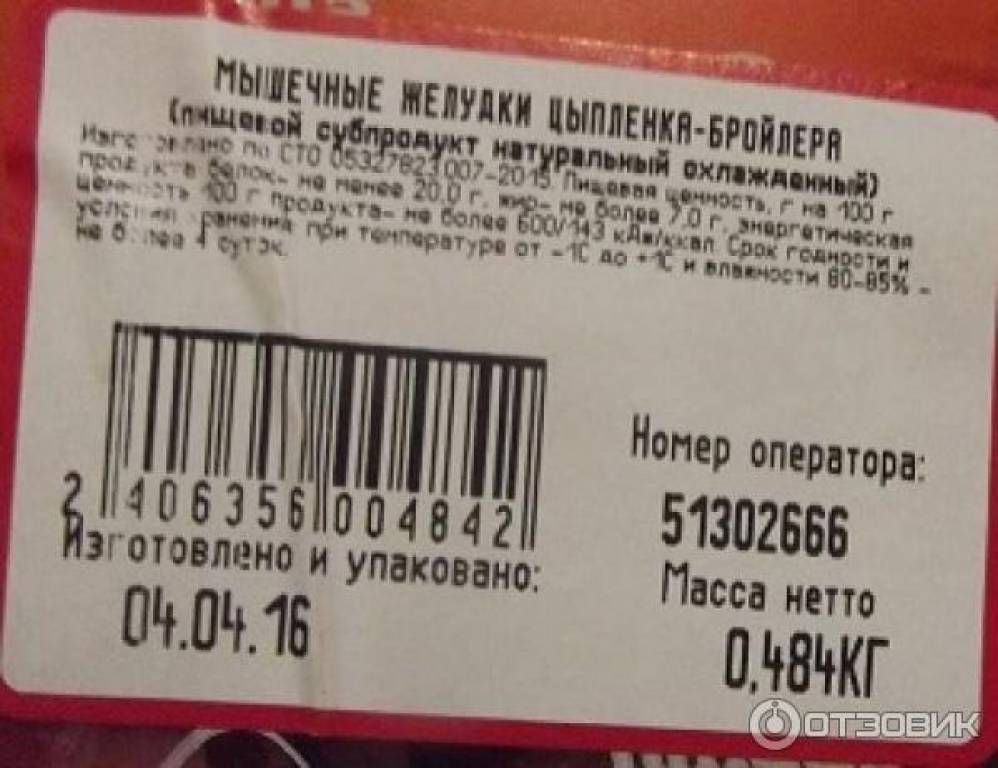 МЫШЕЧНЫЕ ЖЕЛУДКИ ЦЫПЛЕНКА-БРОЙЛЕРА
(пищевой субпродукт натуральный охлажденный)
Изготовлено по СТО 05327823 007-2015. Пищевая ценность, г на 100 г
продукта белок- не менее 20,0 г, жир- не более 7,0 г, энергетическая
ценность 100 г продукта- не более 600/143 кДж/ккал. Срок годности и
условия хранения: при температуре от -1С до +1С и влажности 80-85% -
не более 4 суток.
2 406356 004842
Изготовлено и упаковано:
04.04.16
Номер оператора:
51302666
Масса нетто
0,484КГ
ОТЗОВИК